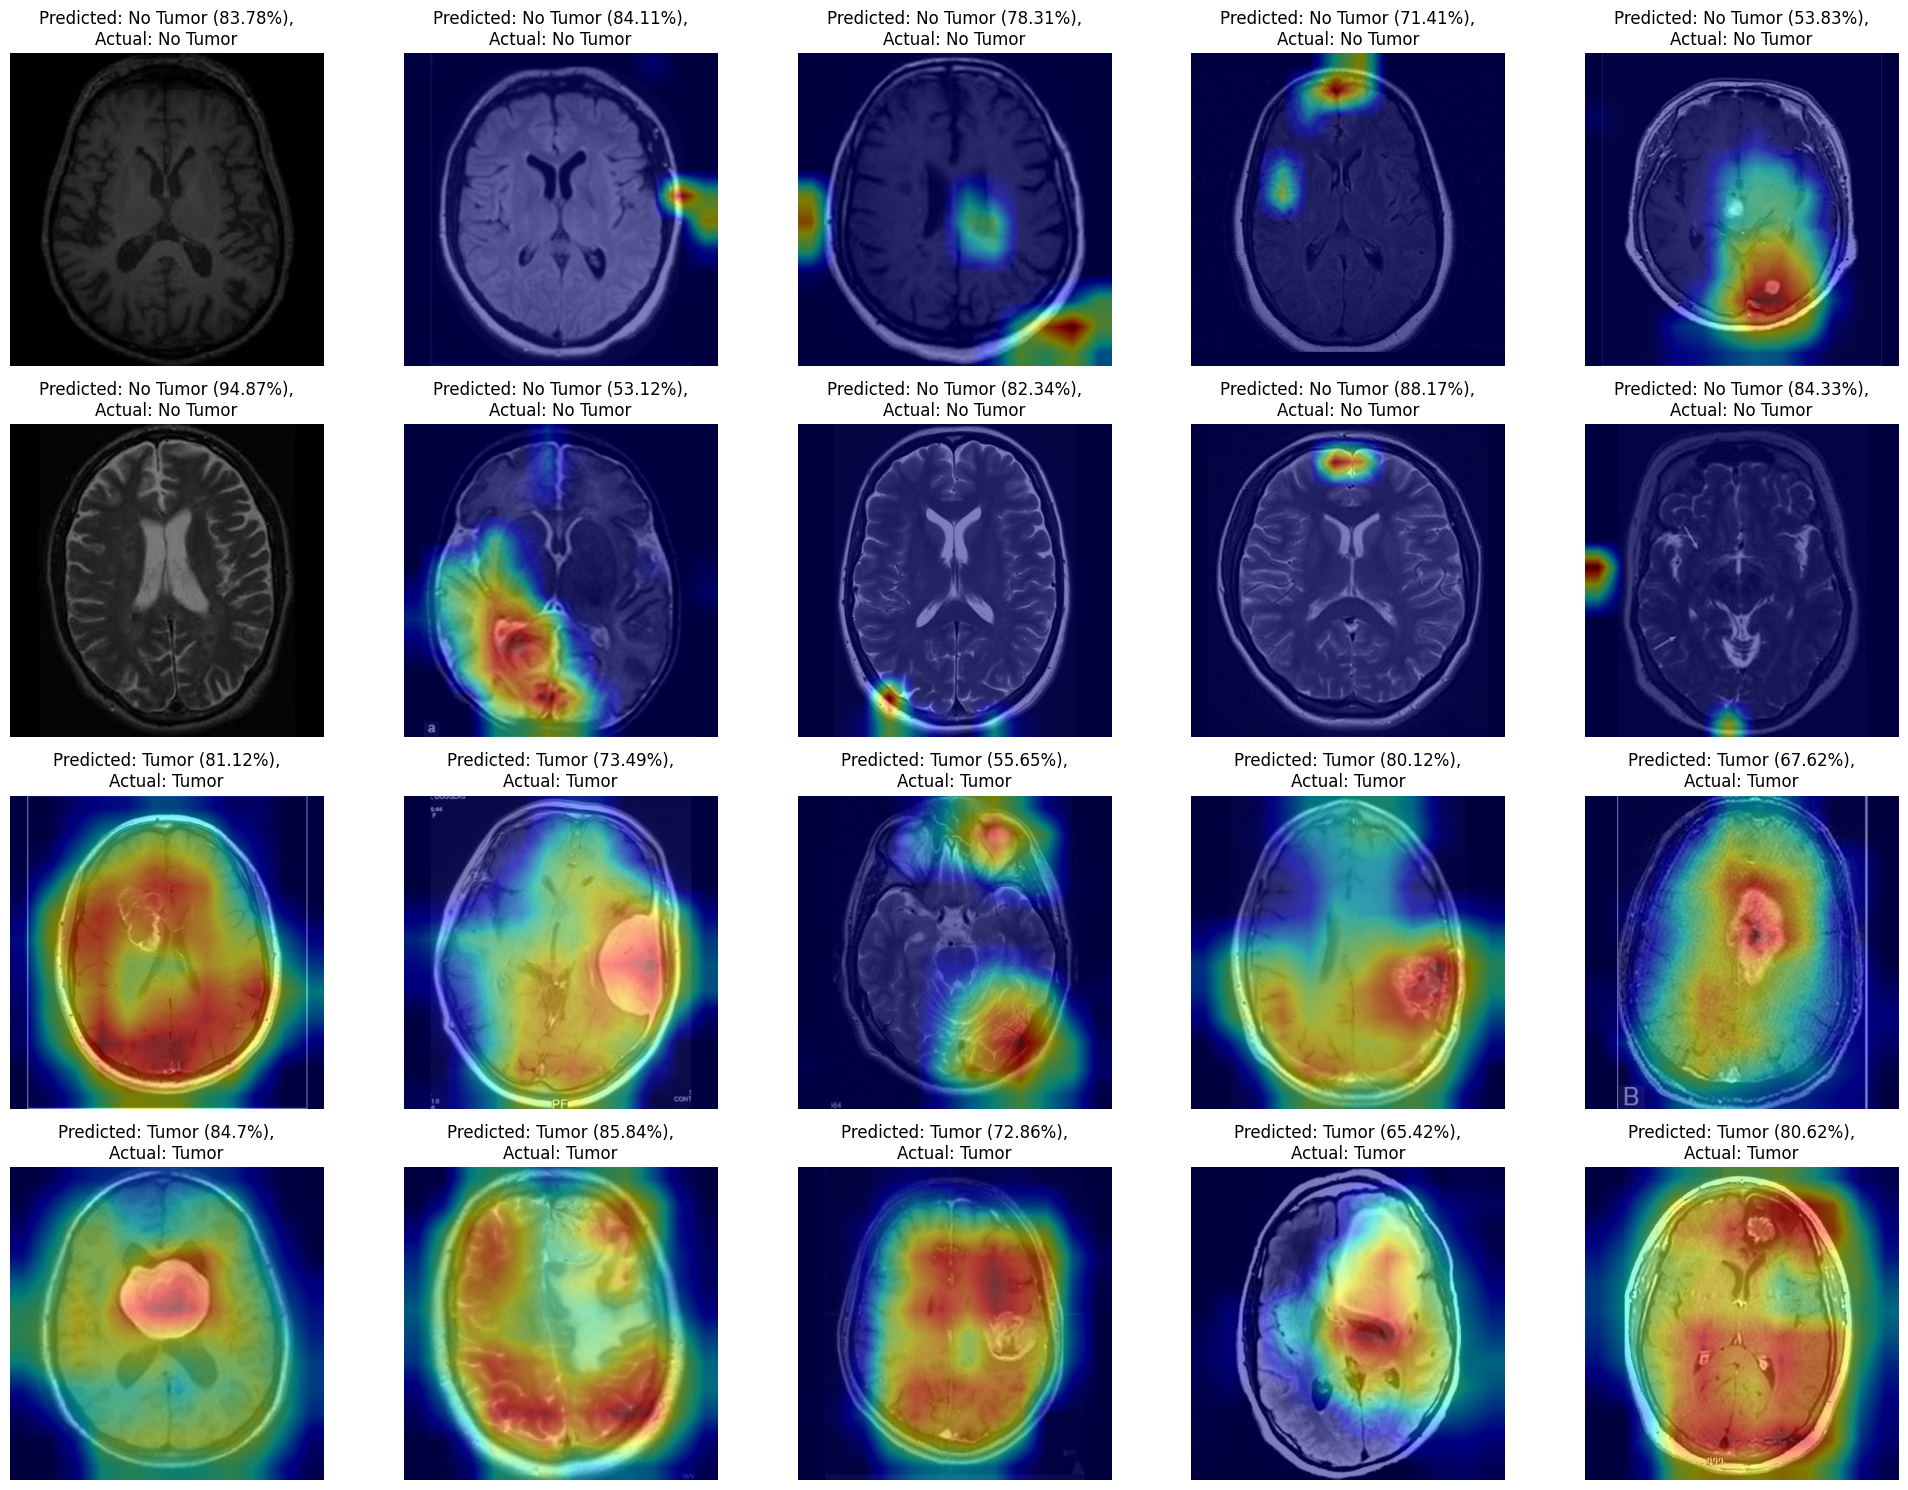 Predicted: No Tumor (83.78%),
Actual: No Tumor
Predicted: No Tumor (84.11%),
Actual: No Tumor
Predicted: No Tumor (78.31%),
Actual: No Tumor
Predicted: No Tumor (71.41%),
Actual: No Tumor
Predicted: No Tumor (53.83%),
Actual: No Tumor
Predicted: No Tumor (94.87%),
Actual: No Tumor
Predicted: No Tumor (53.12%),
Actual: No Tumor
a
Predicted: No Tumor (82.34%),
Actual: No Tumor
Predicted: No Tumor (88.17%),
Actual: No Tumor
Predicted: No Tumor (84.33%),
Actual: No Tumor
Predicted: Tumor (81.12%),
Actual: Tumor
Predicted: Tumor (73.49%),
Actual: Tumor
PF
CONT
Predicted: Tumor (55.65%),
Actual: Tumor
Predicted: Tumor (80.12%),
Actual: Tumor
Predicted: Tumor (67.62%),
Actual: Tumor
B
Predicted: Tumor (84.7%),
Actual: Tumor
Predicted: Tumor (85.84%),
Actual: Tumor
Predicted: Tumor (72.86%),
Actual: Tumor
Predicted: Tumor (65.42%),
Actual: Tumor
Predicted: Tumor (80.62%),
Actual: Tumor